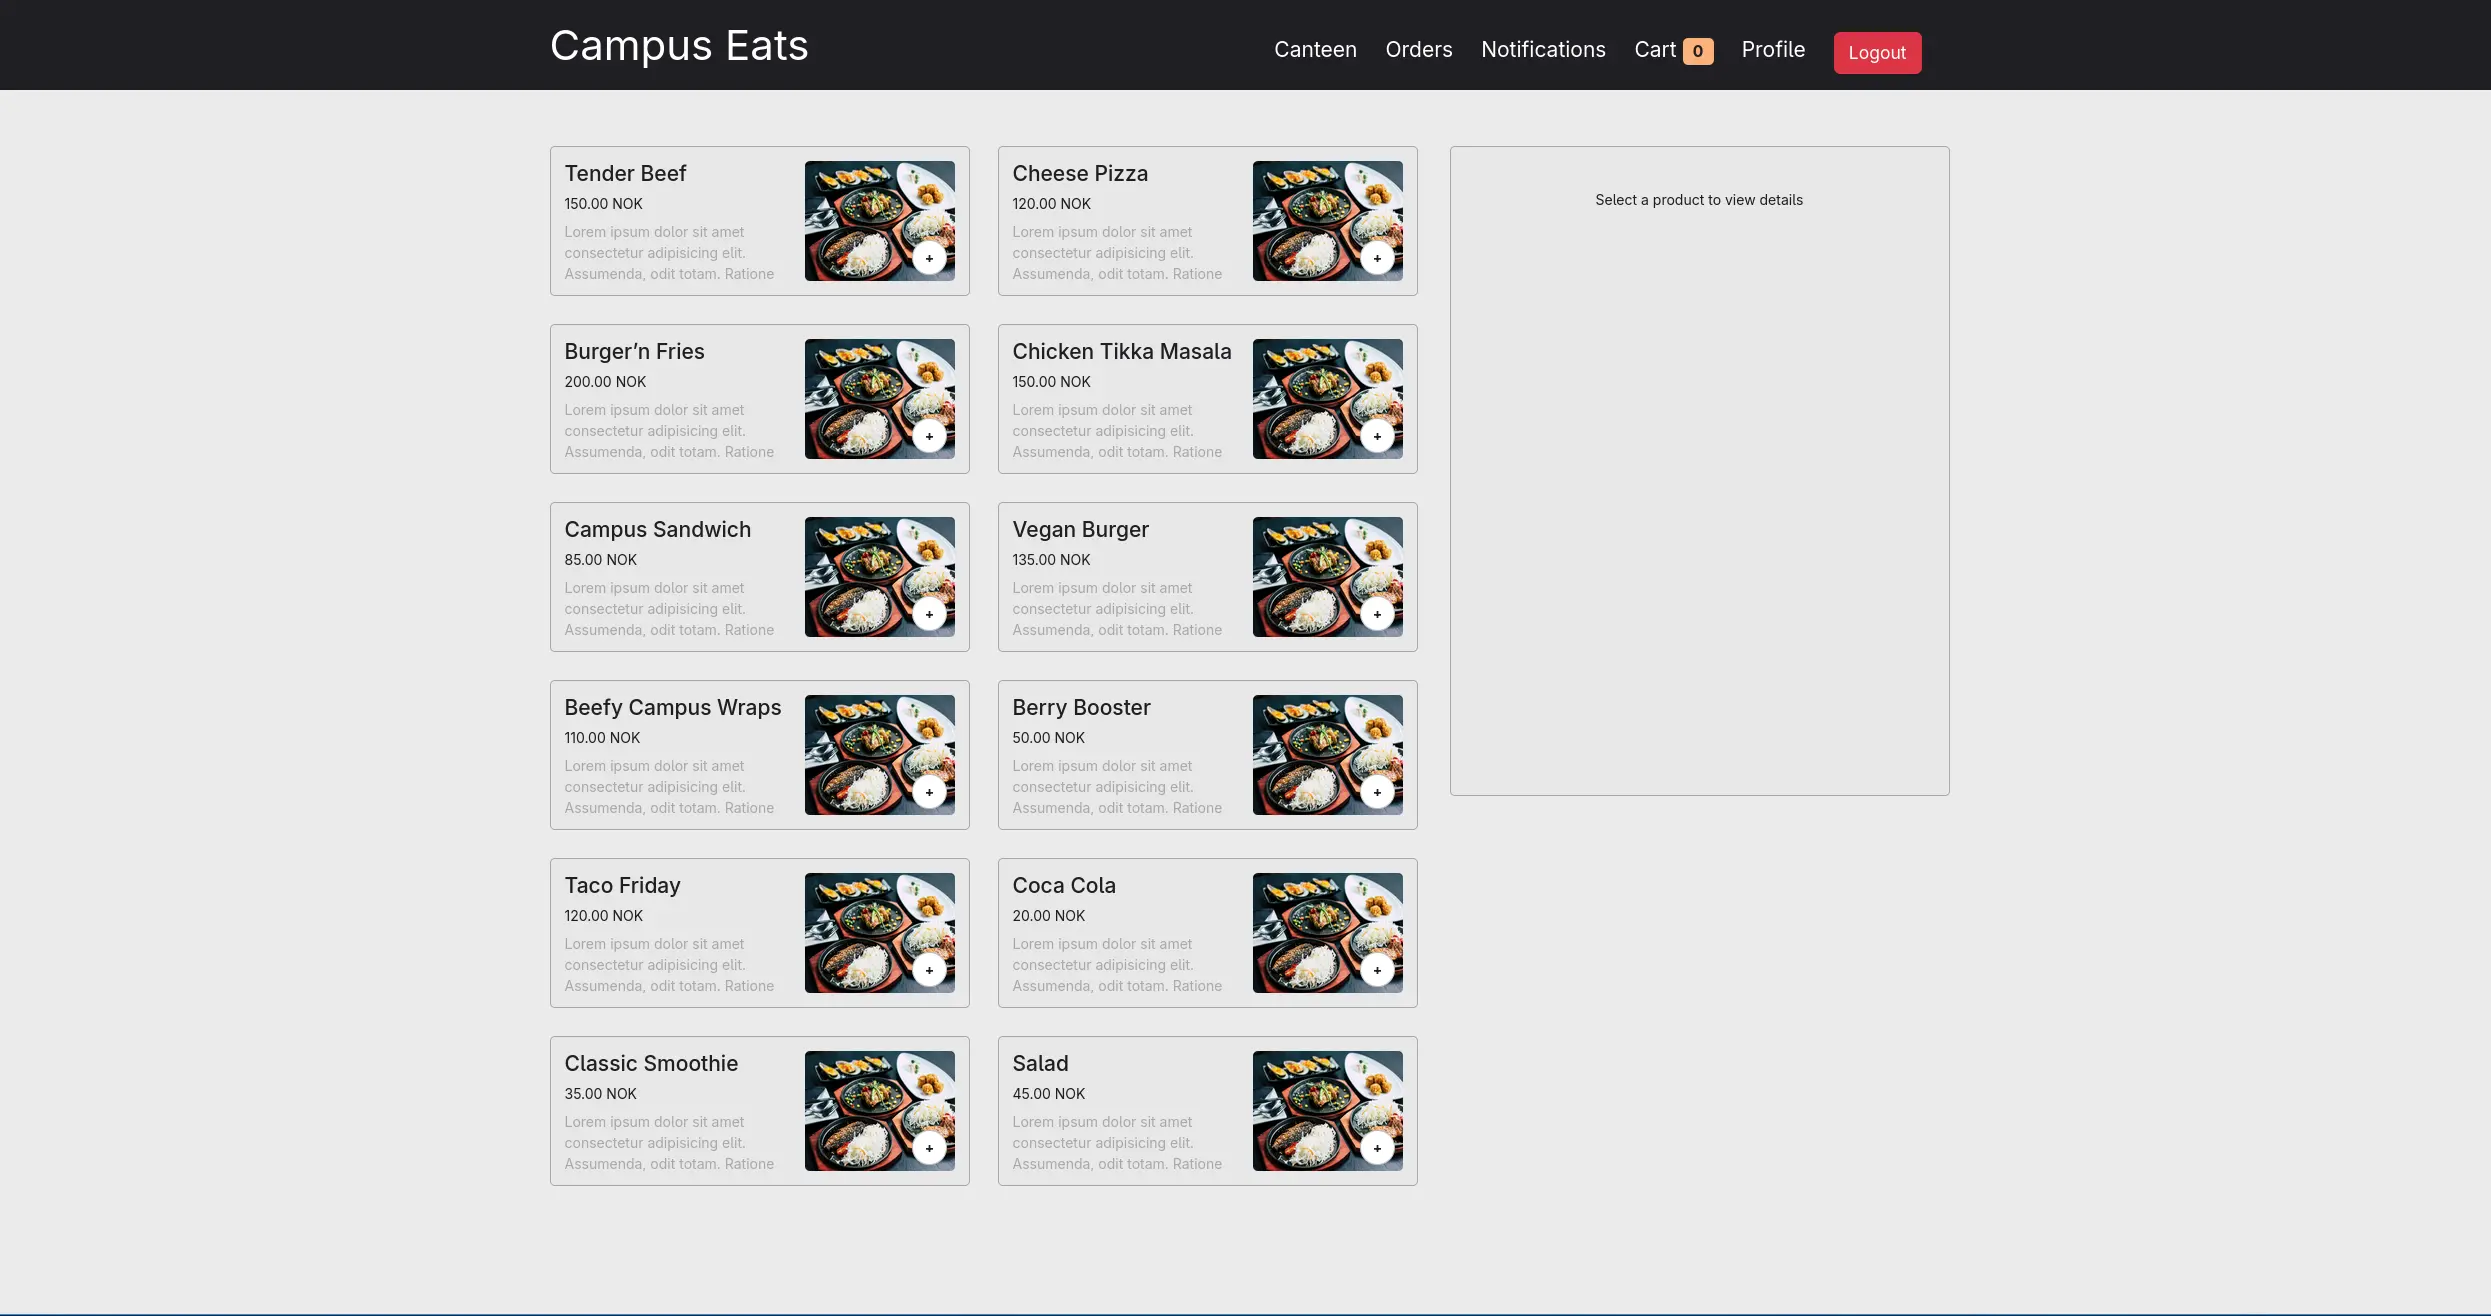 Campus Eats
Canteen Orders Notifications Cart 0 Profile Logout
Tender Beef
150.00 NOK
Lorem ipsum dolor sit amet
consectetur adipisicing elit.
Assumenda, odit totam. Ratione
+
Cheese Pizza
120.00 NOK
Lorem ipsum dolor sit amet
consectetur adipisicing elit.
Assumenda, odit totam. Ratione
+
Select a product to view details
Burger’n Fries
200.00 NOK
Lorem ipsum dolor sit amet
consectetur adipisicing elit.
Assumenda, odit totam. Ratione
+
Chicken Tikka Masala
150.00 NOK
Lorem ipsum dolor sit amet
consectetur adipisicing elit.
Assumenda, odit totam. Ratione
+
Campus Sandwich
85.00 NOK
Lorem ipsum dolor sit amet
consectetur adipisicing elit.
Assumenda, odit totam. Ratione
+
Vegan Burger
135.00 NOK
Lorem ipsum dolor sit amet
consectetur adipisicing elit.
Assumenda, odit totam. Ratione
+
Beefy Campus Wraps
110.00 NOK
Lorem ipsum dolor sit amet
consectetur adipisicing elit.
Assumenda, odit totam. Ratione
+
Berry Booster
50.00 NOK
Lorem ipsum dolor sit amet
consectetur adipisicing elit.
Assumenda, odit totam. Ratione
+
Taco Friday
120.00 NOK
Lorem ipsum dolor sit amet
consectetur adipisicing elit.
Assumenda, odit totam. Ratione
+
Coca Cola
20.00 NOK
Lorem ipsum dolor sit amet
consectetur adipisicing elit.
Assumenda, odit totam. Ratione
+
Classic Smoothie
35.00 NOK
Lorem ipsum dolor sit amet
consectetur adipisicing elit.
Assumenda, odit totam. Ratione
+
Salad
45.00 NOK
Lorem ipsum dolor sit amet
consectetur adipisicing elit.
Assumenda, odit totam. Ratione
+